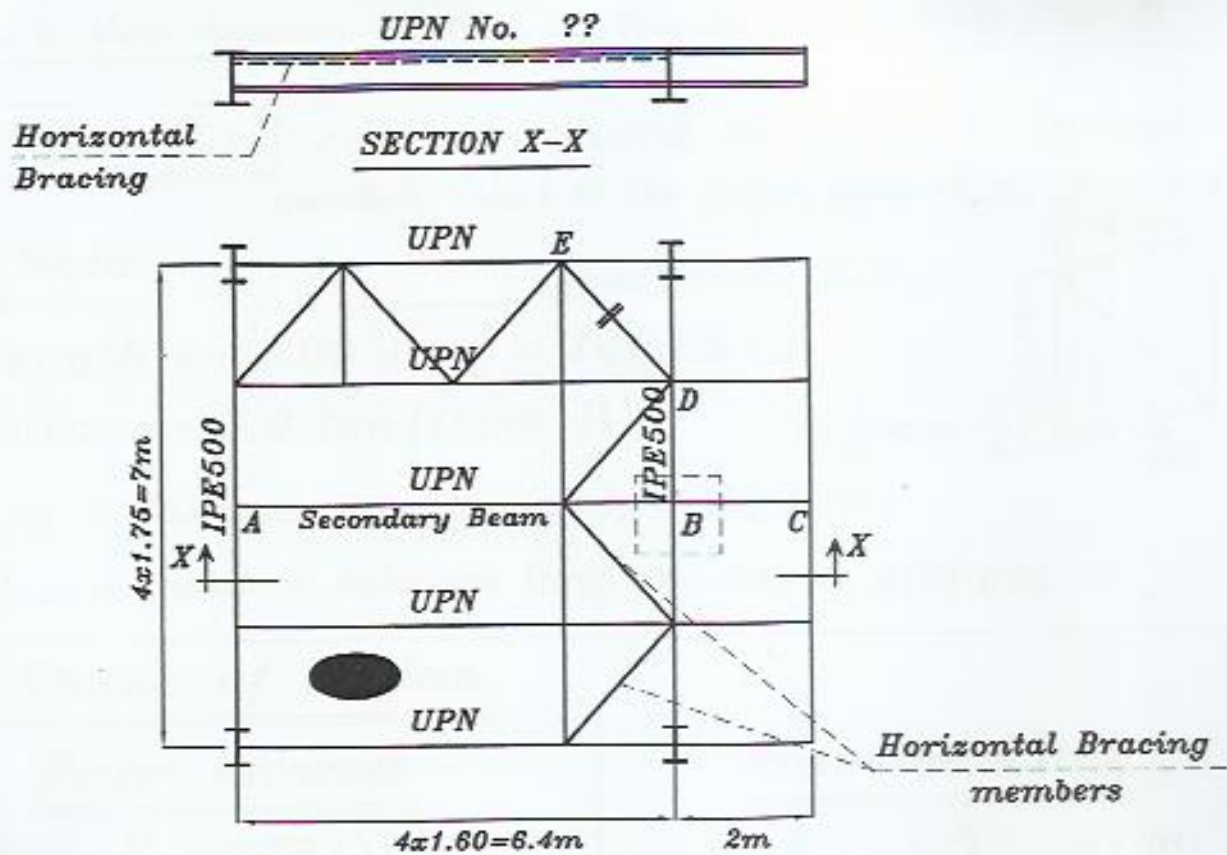 UPN No. ??
Horizontal
Bracing
SECTION X-X
UPN
E
UPN
D
IPE500
IPE500
4x1.75=7m
UPN
A
Secondary Beam
B
C
X
X
UPN
UPN
Horizontal Bracing
members
4x1.60=6.4m
2m